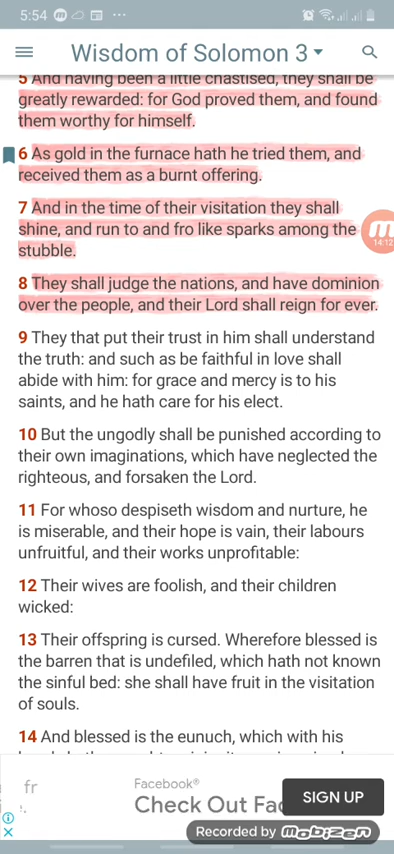 5:54
Wisdom of Solomon 3
5 And having been a little chastised, they shall be
greatly rewarded: for God proved them, and found
them worthy for himself.
6 As gold in the furnace hath he tried them, and
received them as a burnt offering.
7 And in the time of their visitation they shall
shine, and run to and fro like sparks among the
stubble.
14:12
8 They shall judge the nations, and have dominion
over the people, and their Lord shall reign for ever.
9 They that put their trust in him shall understand
the truth: and such as be faithful in love shall
abide with him: for grace and mercy is to his
saints, and he hath care for his elect.
10 But the ungodly shall be punished according to
their own imaginations, which have neglected the
righteous, and forsaken the Lord.
11 For whoso despiseth wisdom and nurture, he
is miserable, and their hope is vain, their labours
unfruitful, and their works unprofitable:
12 Their wives are foolish, and their children
wicked:
13 Their offspring is cursed. Wherefore blessed is
the barren that is undefiled, which hath not known
the sinful bed: she shall have fruit in the visitation
of souls.
14 And blessed is the eunuch, which with his
fr
Facebook®
Check Out Fac
SIGN UP
Recorded by mobizen